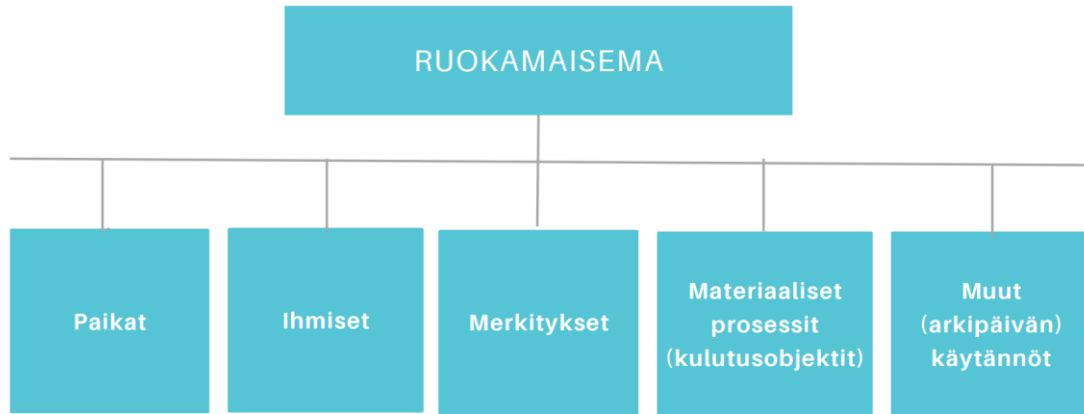 RUOKAMAISEMA
Paikat
Ihmiset
Merkitykset
Materiaaliset
prosessit
(kulutusobjektit)
Muut
(arkipäivän)
käytännöt